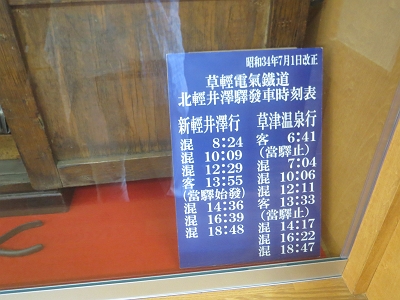 昭和34年7月1日改正
草輕電氣鐵道
北輕井澤驛發車時刻表
新輕井澤行
混 8:24
混 10:09
混 12:29
客 13:55
(當驛始發)
混 14:36
混 16:39
混 18:48
草津温泉行
客 6:41
(當驛止)
混 7:04
混 10:06
混 12:11
客 13:33
(當驛止)
混 14:17
混 16:22
混 18:47